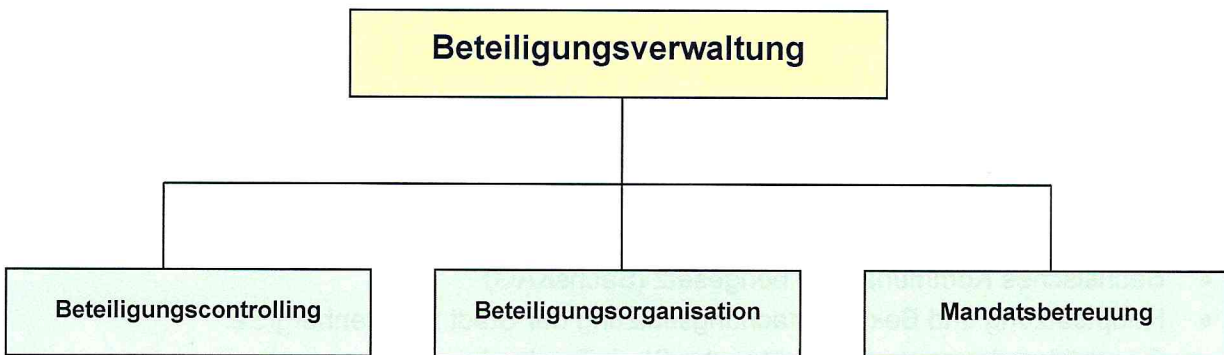 Beteiligungsverwaltung
Beteiligungscontrolling
Beteiligungsorganisation
Mandatsbetreuung